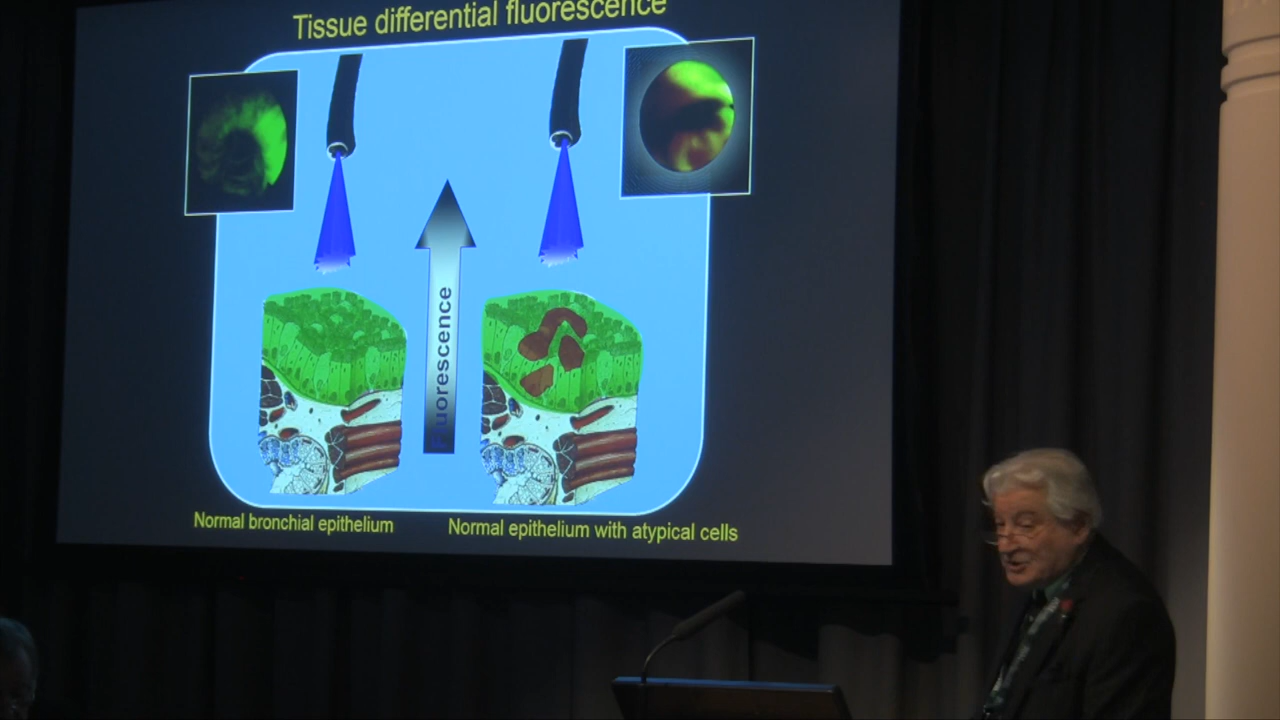 Tissue differential fluorescence
Fluorescence
Normal bronchial epithelium
Normal epithelium with atypical cells